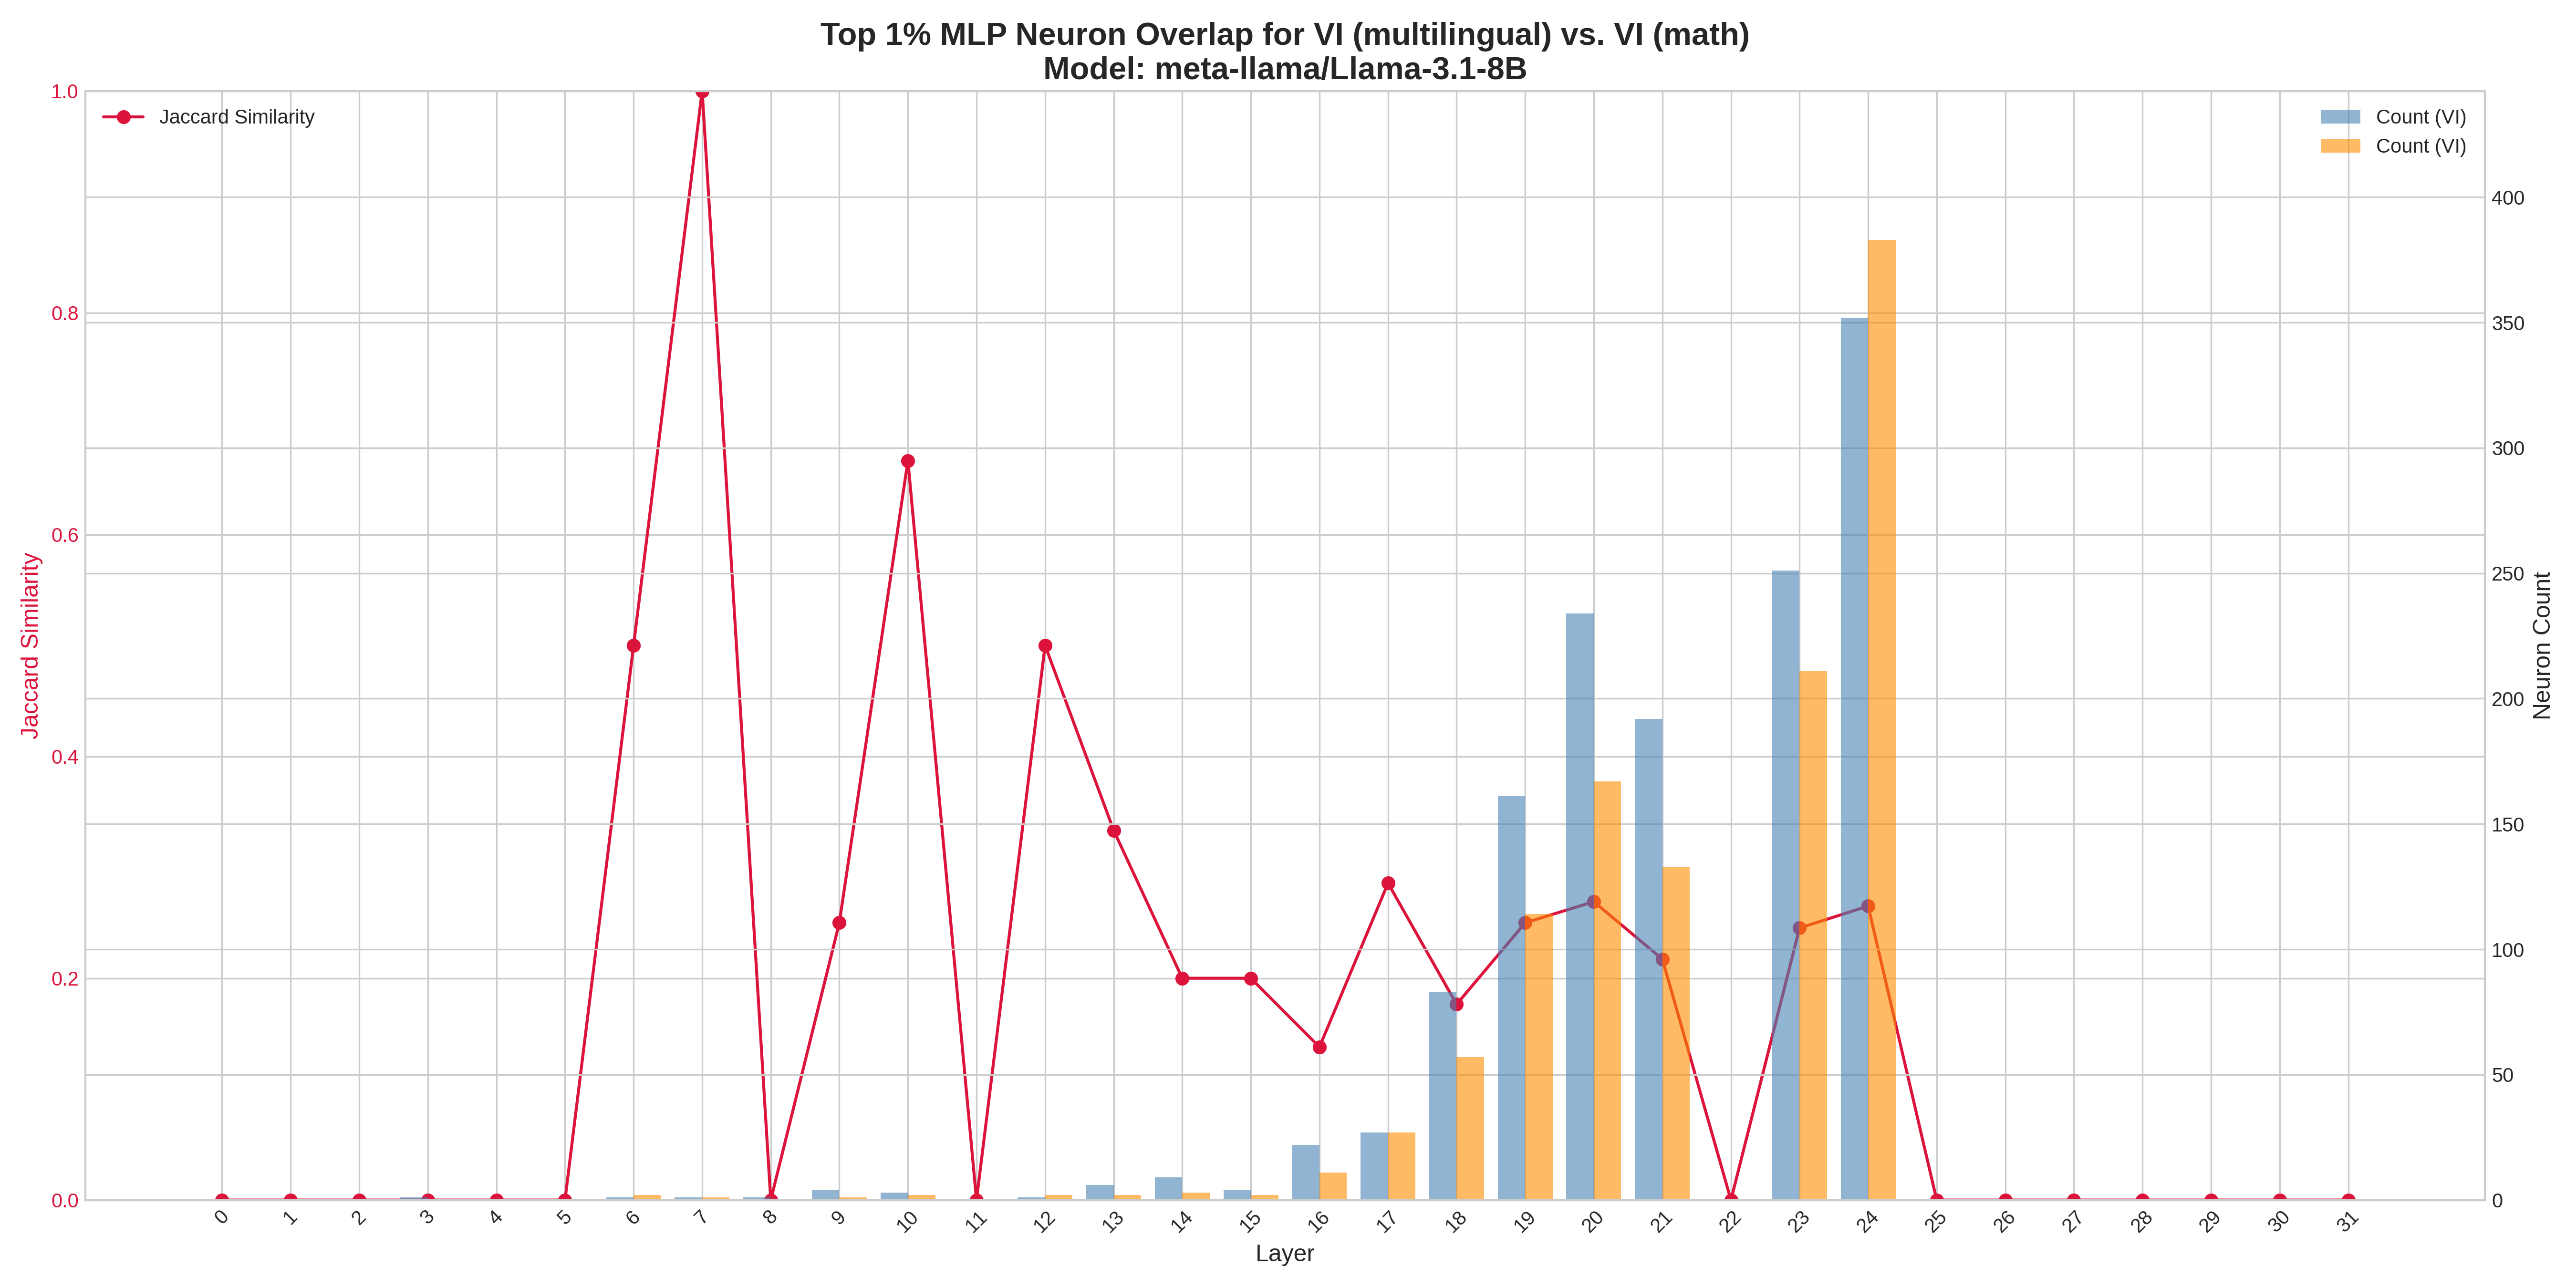 Top 1% MLP Neuron Overlap for VI (multilingual) vs. VI (math)
Model: meta-llama/Llama-3.1-8B
Jaccard Similarity
Count (VI)
Count (VI)
Jaccard Similarity
1.0
0.8
0.6
0.4
0.2
0.0
400
350
300
250
200
150
100
50
0
Neuron Count
0 1 2 3 4 5 6 7 8 9 10 11 12 13 14 15 16 17 18 19 20 21 22 23 24 25 26 27 28 29 30 31
Layer